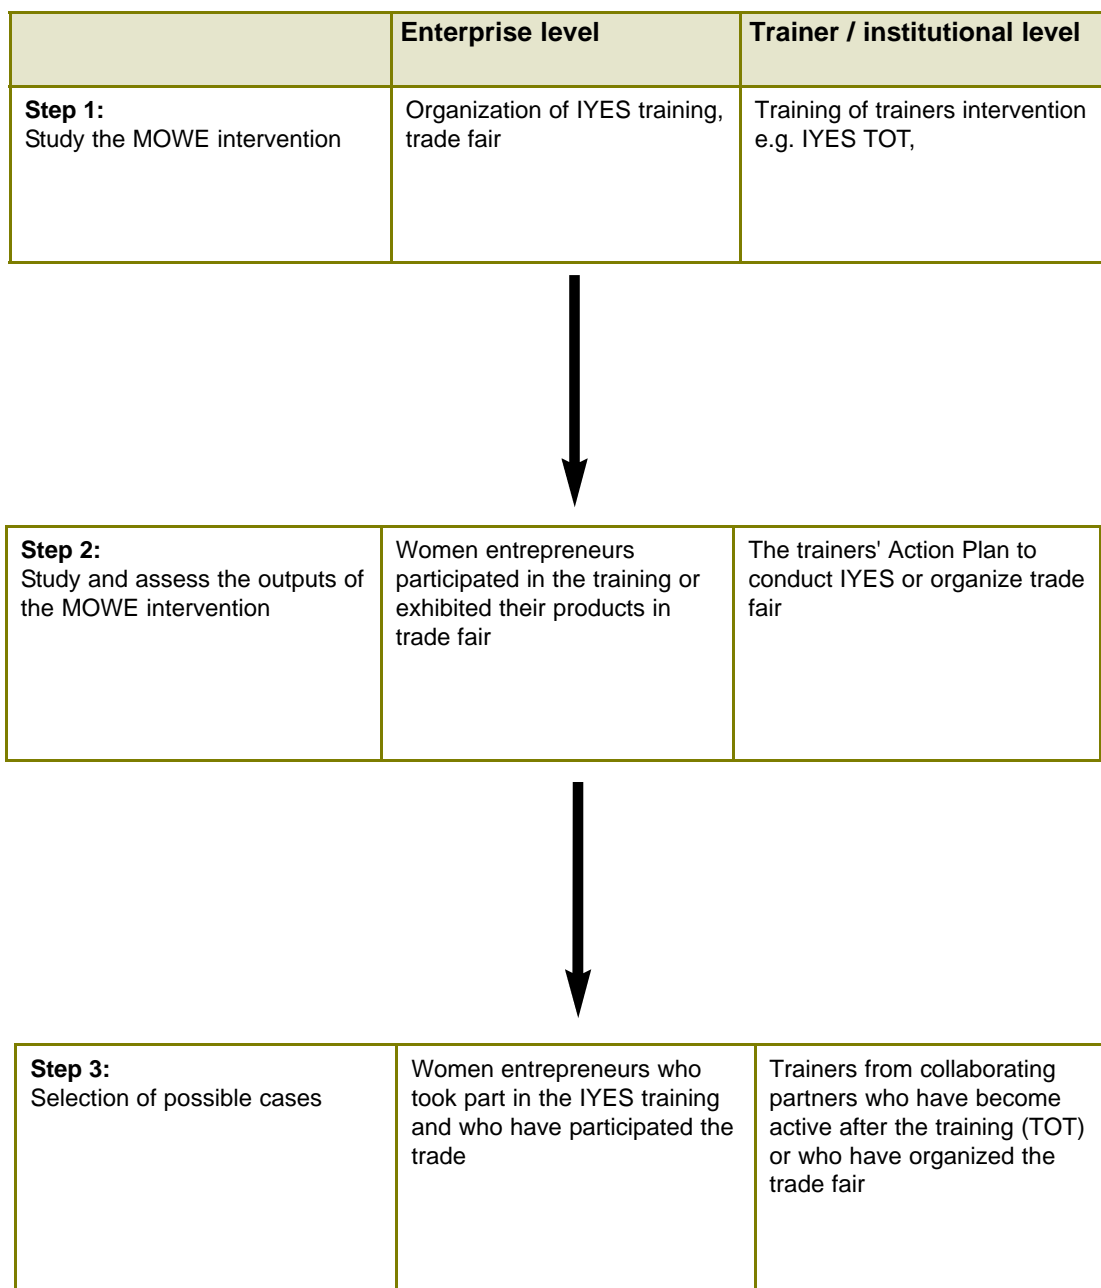 Enterprise level
Trainer / institutional level
Step 1:
Study the MOWE intervention
Organization of IYES training,
trade fair
Training of trainers intervention
e.g. IYES TOT,
Step 2:
Study and assess the outputs of
the MOWE intervention
Women entrepreneurs
participated in the training or
exhibited their products in
trade fair
The trainers' Action Plan to
conduct IYES or organize trade
fair
Step 3:
Selection of possible cases
Women entrepreneurs who
took part in the IYES training
and who have participated the
trade
Trainers from collaborating
partners who have become
active after the training (TOT)
or who have organized the
trade fair